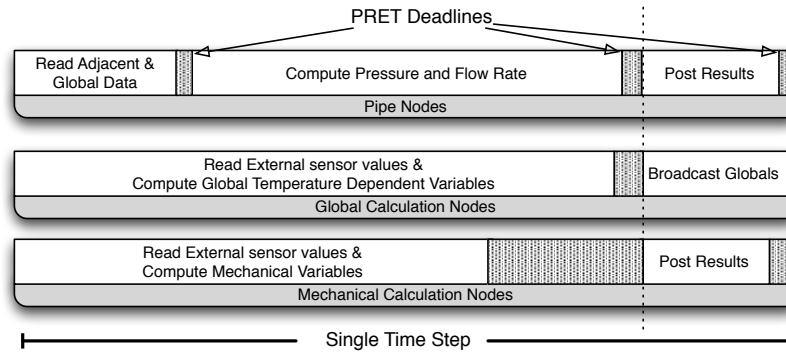 PRET Deadlines
Read Adjacent &
Global Data
Compute Pressure and Flow Rate
Post Results
Pipe Nodes
Read External sensor values &
Compute Global Temperature Dependent Variables
Broadcast Globals
Global Calculation Nodes
Read External sensor values &
Compute Mechanical Variables
Post Results
Mechanical Calculation Nodes
Single Time Step